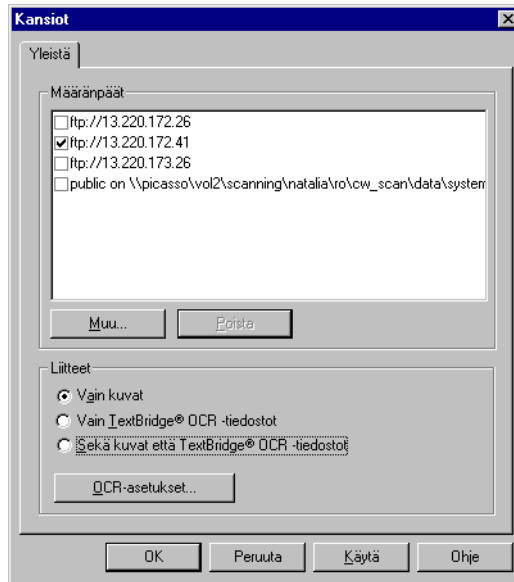 Kansiot
Yleistä
Määränpäät
ftp://13.220.172.26
ftp://13.220.172.41
ftp://13.220.173.26
public on \\picasso\vol2\scanning\natalia\ro\cw_scan\data\system
Muu... Poista
Liitteet
Vain kuvat
Vain TextBridge® OCR -tiedostot
Sekä kuvat että TextBridge® OCR -tiedostot
OCR-asetukset...
OK Peruuta Käytä Ohje